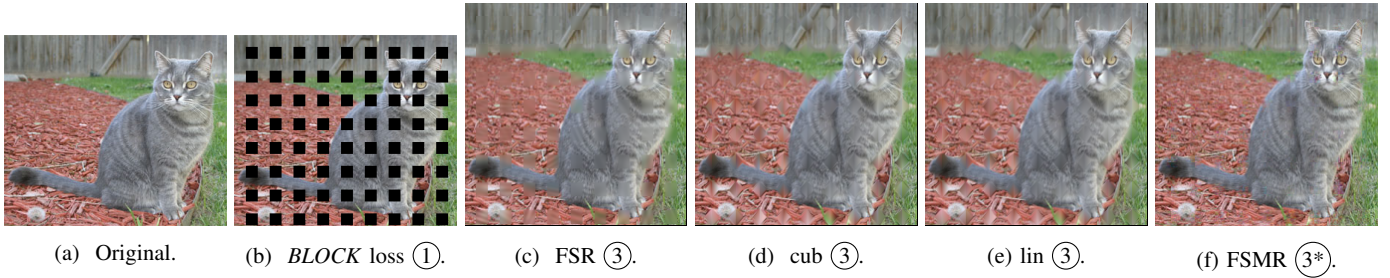 (a) Original.
(b) BLOCK loss ①.
(c) FSR ③.
(d) cub ③.
(e) lin ③.
(f) FSMR (3*).